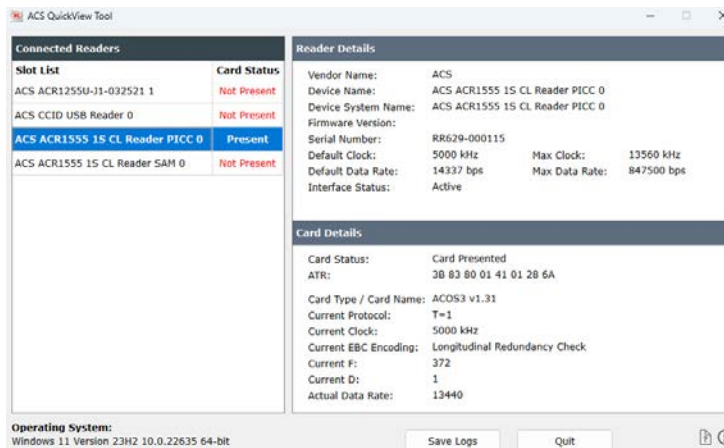 ACS QuickView Tool
Connected Readers
Slot List Card Status
ACS ACR1255U-J1-032521 1 Not Present
ACS CCID USB Reader 0 Not Present
ACS ACR1555 1S CL Reader PICC 0 Present
ACS ACR1555 1S CL Reader SAM 0 Not Present
Reader Details
Vendor Name: ACS
Device Name: ACS ACR1555 1S CL Reader PICC 0
Device System Name: ACS ACR1555 1S CL Reader PICC 0
Firmware Version:
Serial Number: RR629-000115
Default Clock: 5000 kHz Max Clock: 13560 kHz
Default Data Rate: 14337 bps Max Data Rate: 847500 bps
Interface Status: Active
Card Details
Card Status: Card Presented
ATR: 3B 83 80 01 41 01 28 6A
Card Type / Card Name: ACOS3 v1.31
Current Protocol: T=1
Current Clock: 5000 kHz
Current EBC Encoding: Longitudinal Redundancy Check
Current F: 372
Current D: 1
Actual Data Rate: 13440
Operating System:
Windows 11 Version 23H2 10.0.22635 64-bit
Save Logs Quit